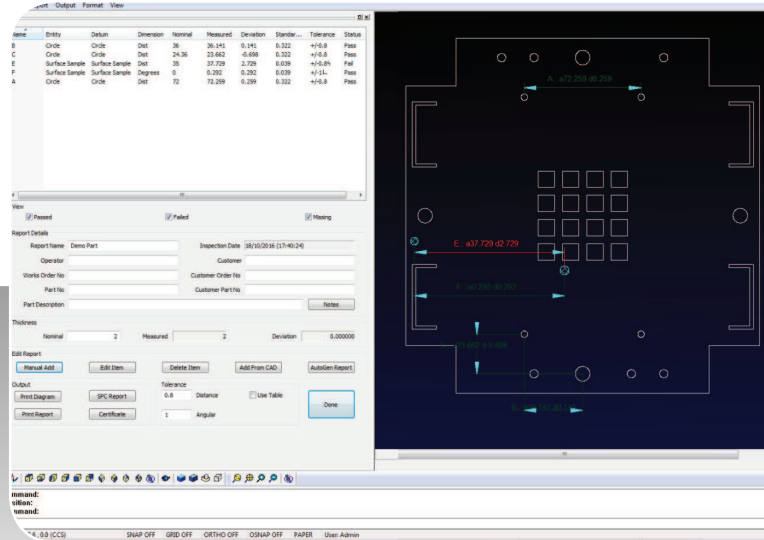 Output Format View
Name Entity Datum Dimension Nominal Measured Deviation Standar... Tolerance Status
B Circle Circle Dist 36 36.141 0.141 0.322 +/-0.8 Pass
C Circle Circle Dist 24.36 23.662 -0.698 0.322 +/-0.8 Pass
E Surface Sample Surface Sample Dist 35 37.729 2.729 0.039 Fail
F Surface Sample Surface Sample Degrees 0 0.292 0.292 0.039 Pass
A Circle Circle Dist 72 72.259 0.259 0.322 +/-0.8 Pass
View
Passed Failed Missing
Report Details
Report Name Demo Part Inspection Date 18/10/2016 (17:40:24)
Operator Customer
Works Order No Customer Order No
Part No Customer Part No
Part Description Notes
Thickness
Nominal 2 Measured 2 Deviation 0.000000
Edit Report
Manual Add Edit Item Delete Item Add From CAD AutoGen Report
Output Tolerance
Print Diagram SPC Report 0.8 Distance Use Table
Done
Print Report Certificate 1 Angular
A : a72.259 d0.259
E : a37.729 d2.729
F : a0.292 d0.292
mmand:
sition:
mmand:
0.0 (CCS) SNAP OFF GRID OFF ORTHO OFF OSNAP OFF PAPER User: Admin